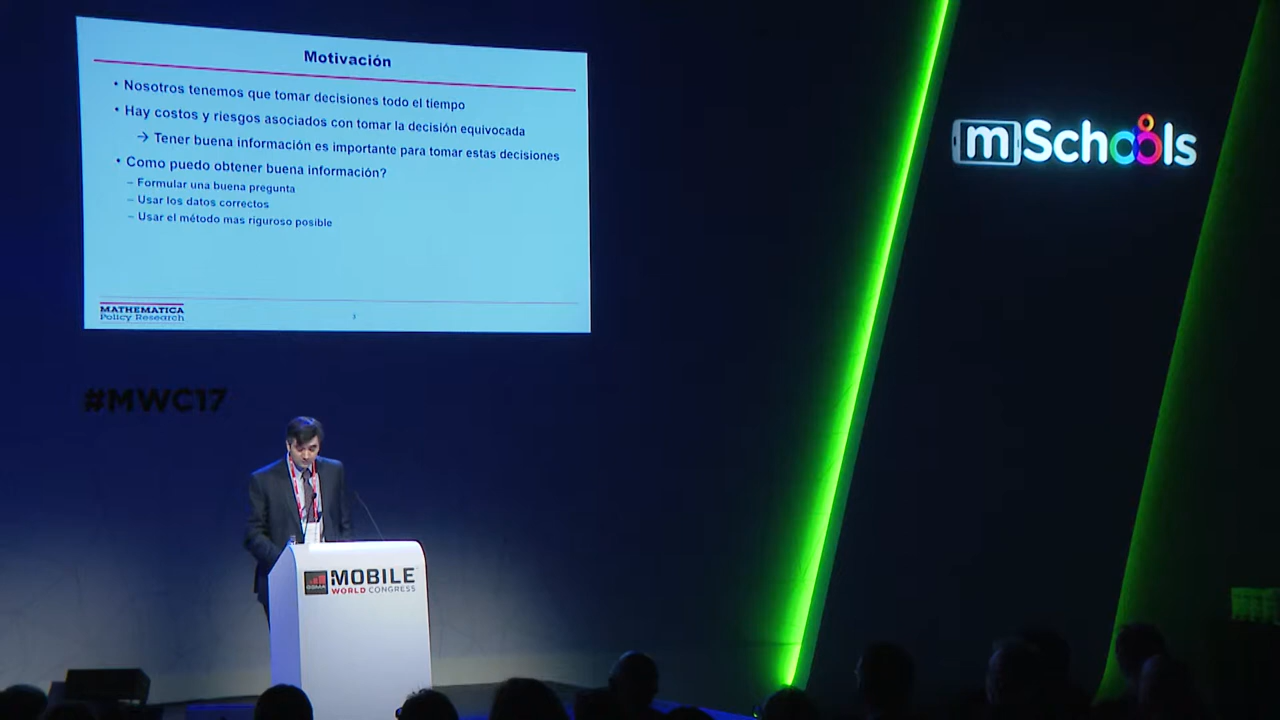 Motivación
• Nosotros tenemos que tomar decisiones todo el tiempo
• Hay costos y riesgos asociados con tomar la decisión equivocada
→ Tener buena información es importante para tomar estas decisiones
• Como puedo obtener buena información?
– Formular una buena pregunta
– Usar los datos correctos
– Usar el método mas riguroso posible
MATHEMATICA
Policy Research
mSchools
#MWC17
GSMA
MOBILE
WORLD CONGRESS